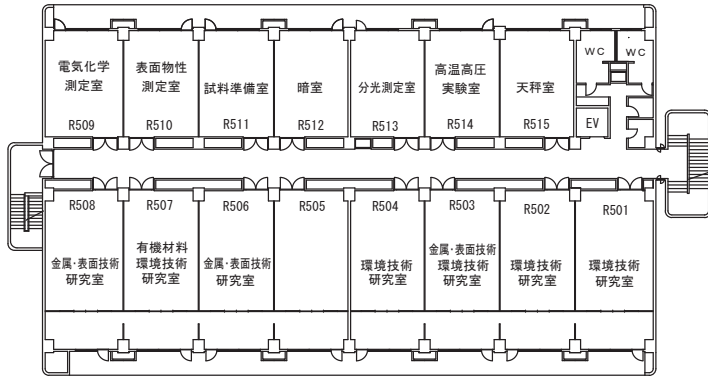 電気化学
測定室
R509
表面物性
測定室
R510
試料準備室
R511
暗室
R512
分光測定室
R513
高温高圧
実験室
R514
天秤室
R515
WC
WC
EV
R508
金属・表面技術
研究室
R507
有機材料
環境技術
研究室
R506
金属・表面技術
研究室
R505
R504
環境技術
研究室
R503
金属・表面技術
環境技術
研究室
R502
環境技術
研究室
R501
環境技術
研究室